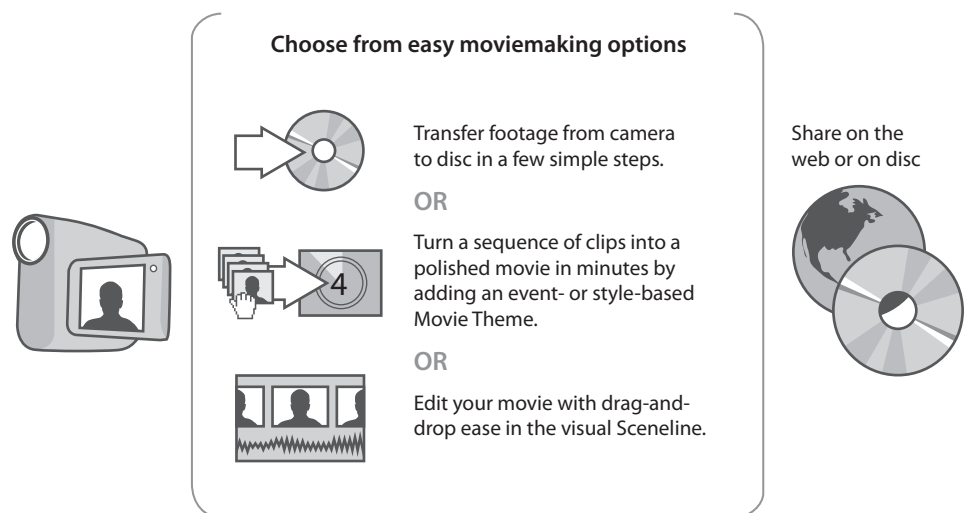 Choose from easy moviemaking options
Transfer footage from camera
to disc in a few simple steps.
OR
Turn a sequence of clips into a
polished movie in minutes by
adding an event- or style-based
Movie Theme.
OR
Edit your movie with drag-and-
drop ease in the visual Sceneline.
4
Share on the
web or on disc